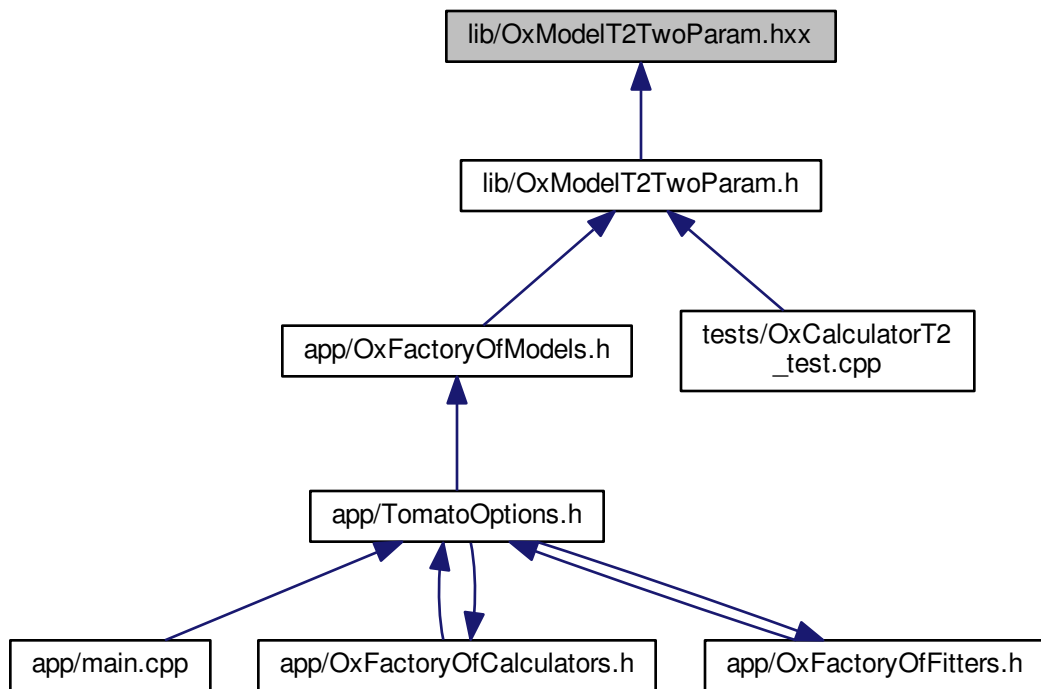 lib/OxModelT2TwoParam.hxx
lib/OxModelT2TwoParam.h
app/OxFactoryOfModels.h
tests/OxCalculatorT2
_test.cpp
app/TomatoOptions.h
app/main.cpp
app/OxFactoryOfCalculators.h
app/OxFactoryOfFitters.h